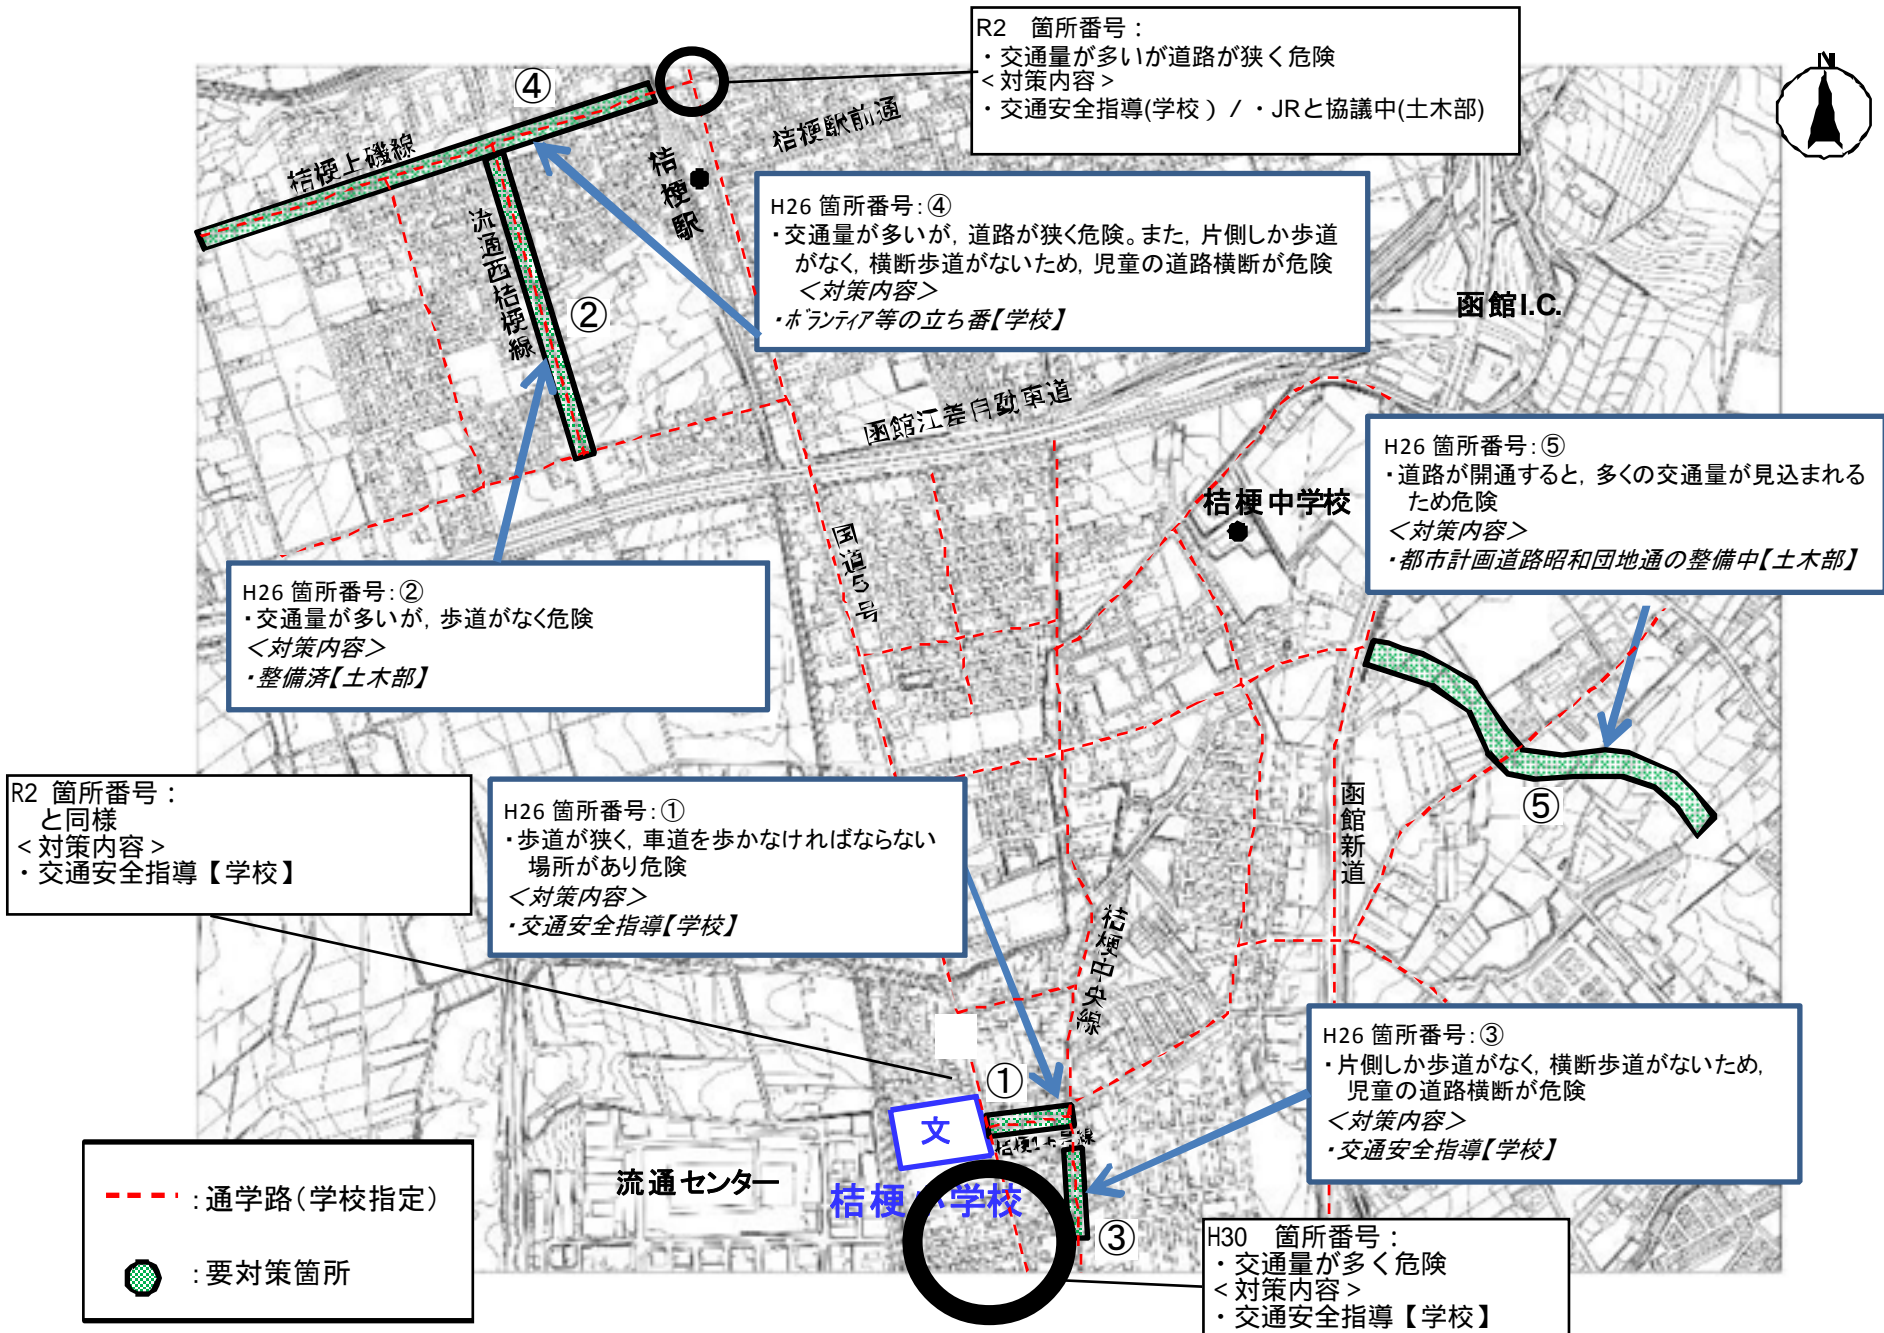 R2 箇所番号：
・交通量が多いが道路が狭く危険
＜対策内容＞
・交通安全指導(学校）/・JRと協議中(土木部)
N
④
桔梗駅前通
桔梗上磯線
桔梗駅
H26 箇所番号：④
・交通量が多いが，道路が狭く危険。また，片側しか歩道
がなく，横断歩道がないため，児童の道路横断が危険
＜対策内容＞
・ボランティア等の立ち番【学校】
流通西桔梗線
②
函館I.C.
函館江差自動車道
H26 箇所番号：⑤
・道路が開通すると，多くの交通量が見込まれる
ため危険
＜対策内容＞
・都市計画道路昭和団地通の整備中【土木部】
桔梗中学校
国道5号
H26 箇所番号：②
・交通量が多いが，歩道がなく危険
＜対策内容＞
・整備済【土木部】
R2 箇所番号：
と同様
＜対策内容＞
・交通安全指導【学校】
H26 箇所番号：①
・歩道が狭く，車道を歩かなければならない
場所があり危険
＜対策内容＞
・交通安全指導【学校】
函館新道
⑤
桔梗中央線
H26 箇所番号：③
・片側しか歩道がなく，横断歩道がないため，
児童の道路横断が危険
＜対策内容＞
・交通安全指導【学校】
①
文
流通センター
桔梗小学校
③
H30 箇所番号：
・交通量が多く危険
＜対策内容＞
・交通安全指導【学校】
：通学路（学校指定）
：要対策箇所